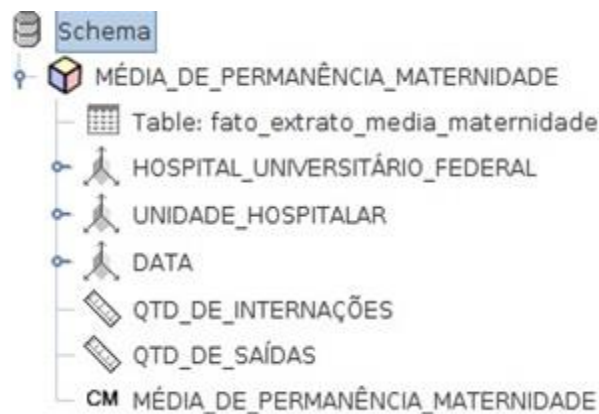 Schema
MÉDIA_DE_PERMANÊNCIA_MATERNIDADE
Table: fato_extrato_media_maternidade
HOSPITAL_UNIVERSITÁRIO_FEDERAL
UNIDADE_HOSPITALAR
DATA
QTD_DE_INTERNAÇÕES
QTD_DE_SAÍDAS
CM MÉDIA_DE_PERMANÊNCIA_MATERNIDADE